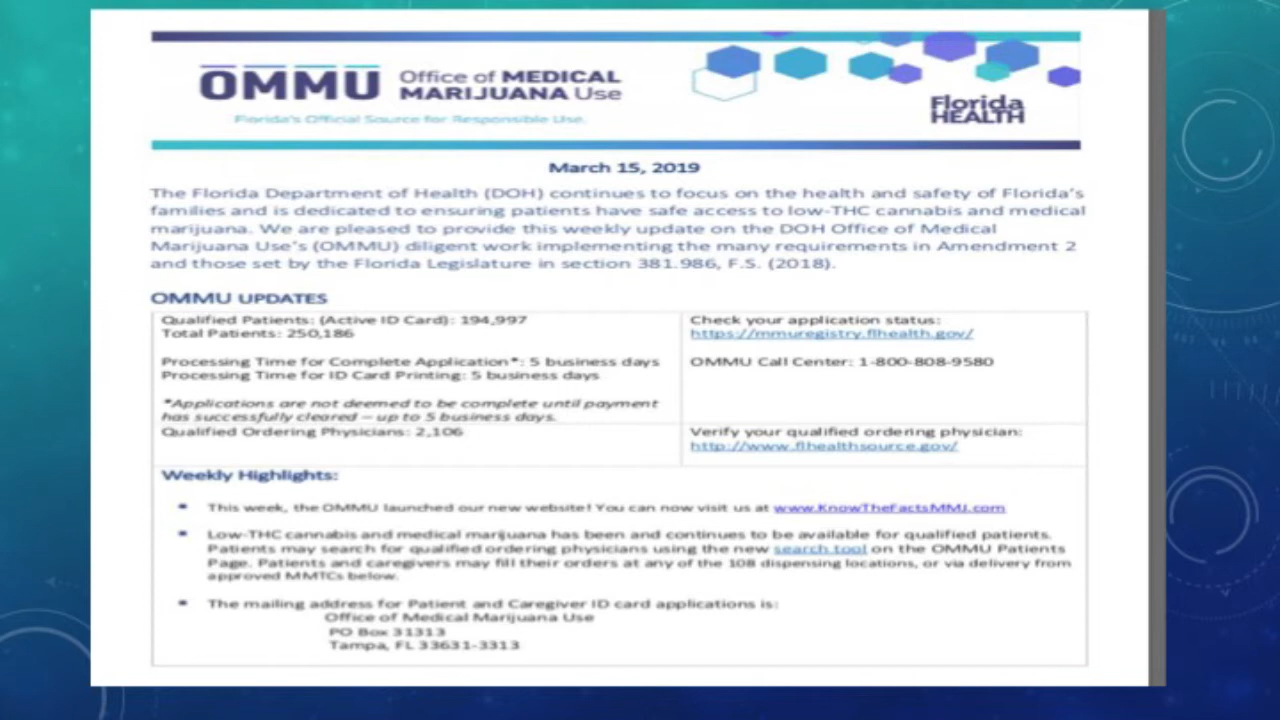 OMMU Office of MEDICAL MARIJUANA Use
Florida's Official Source for Responsible Use.
Florida HEALTH
March 15, 2019
The Florida Department of Health (DOH) continues to focus on the health and safety of Florida's
families and is dedicated to ensuring patients have safe access to low-THC cannabis and medical
marijuana. We are pleased to provide this weekly update on the DOH Office of Medical
Marijuana Use's (OMMU) diligent work implementing the many requirements in Amendment 2
and those set by the Florida Legislature in section 381.986, F.S. (2018).
OMMU UPDATES
Qualified Patients: (Active ID Card): 194,997
Total Patients: 250,186
Processing Time for Complete Application*: 5 business days
Processing Time for ID Card Printing: 5 business days
*Applications are not deemed to be complete until payment
has successfully cleared – up to 5 business days.
Check your application status:
https://mmuregistry.flhealth.gov/
OMMU Call Center: 1-800-808-9580
Qualified Ordering Physicians: 2,106
Verify your qualified ordering physician:
http://www.flhealthsource.gov/
Weekly Highlights:
• This week, the OMMU launched our new website! You can now visit us at www.KnowTheFactsMMJ.com
• Low-THC cannabis and medical marijuana has been and continues to be available for qualified patients.
Patients may search for qualified ordering physicians using the new search tool on the OMMU Patients
Page. Patients and caregivers may fill their orders at any of the 108 dispensing locations, or via delivery from
approved MMTCs below.
• The mailing address for Patient and Caregiver ID card applications is:
Office of Medical Marijuana Use
PO Box 31313
Tampa, FL 33631-3313